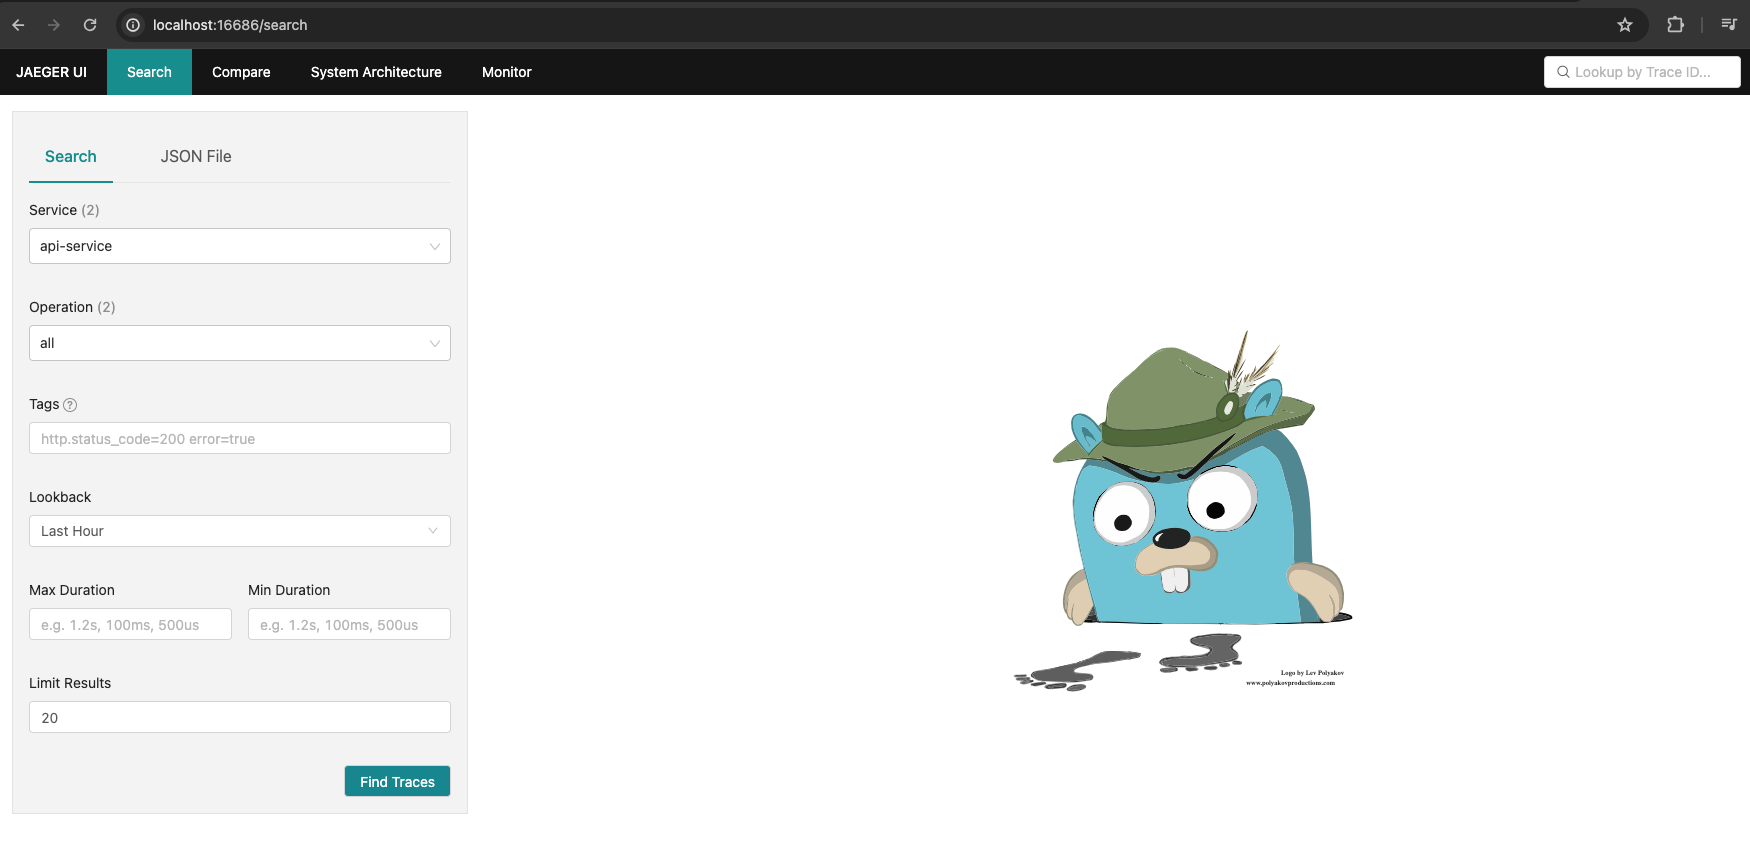 localhost:16686/search
JAEGER UI Search Compare System Architecture Monitor Lookup by Trace ID...
Search JSON File
Service (2)
api-service
Operation (2)
all
Tags ?
http.status_code=200 error=true
Lookback
Last Hour
Max Duration Min Duration
e.g. 1.2s, 100ms, 500us e.g. 1.2s, 100ms, 500us
Limit Results
20
Find Traces
Logo by Lev Polyakov
www.polyakovproductions.com